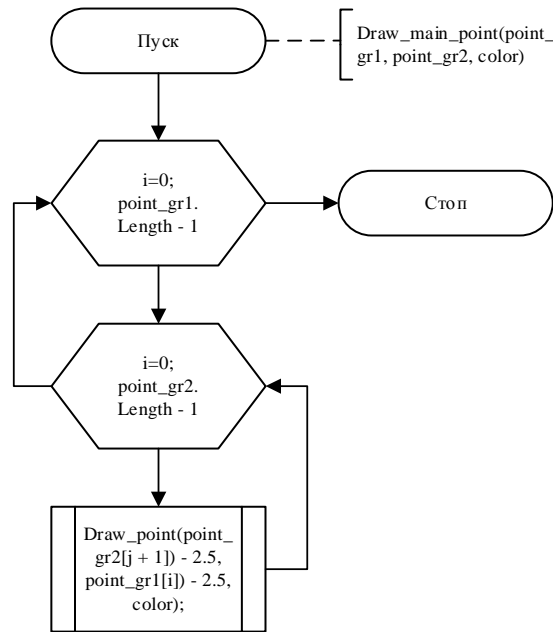 Пуск
Draw_main_point(point_
gr1, point_gr2, color)
i=0;
point_gr1.
Length - 1
Стоп
i=0;
point_gr2.
Length - 1
Draw_point(point_
gr2[j + 1]) - 2.5,
point_gr1[i]) - 2.5,
color);